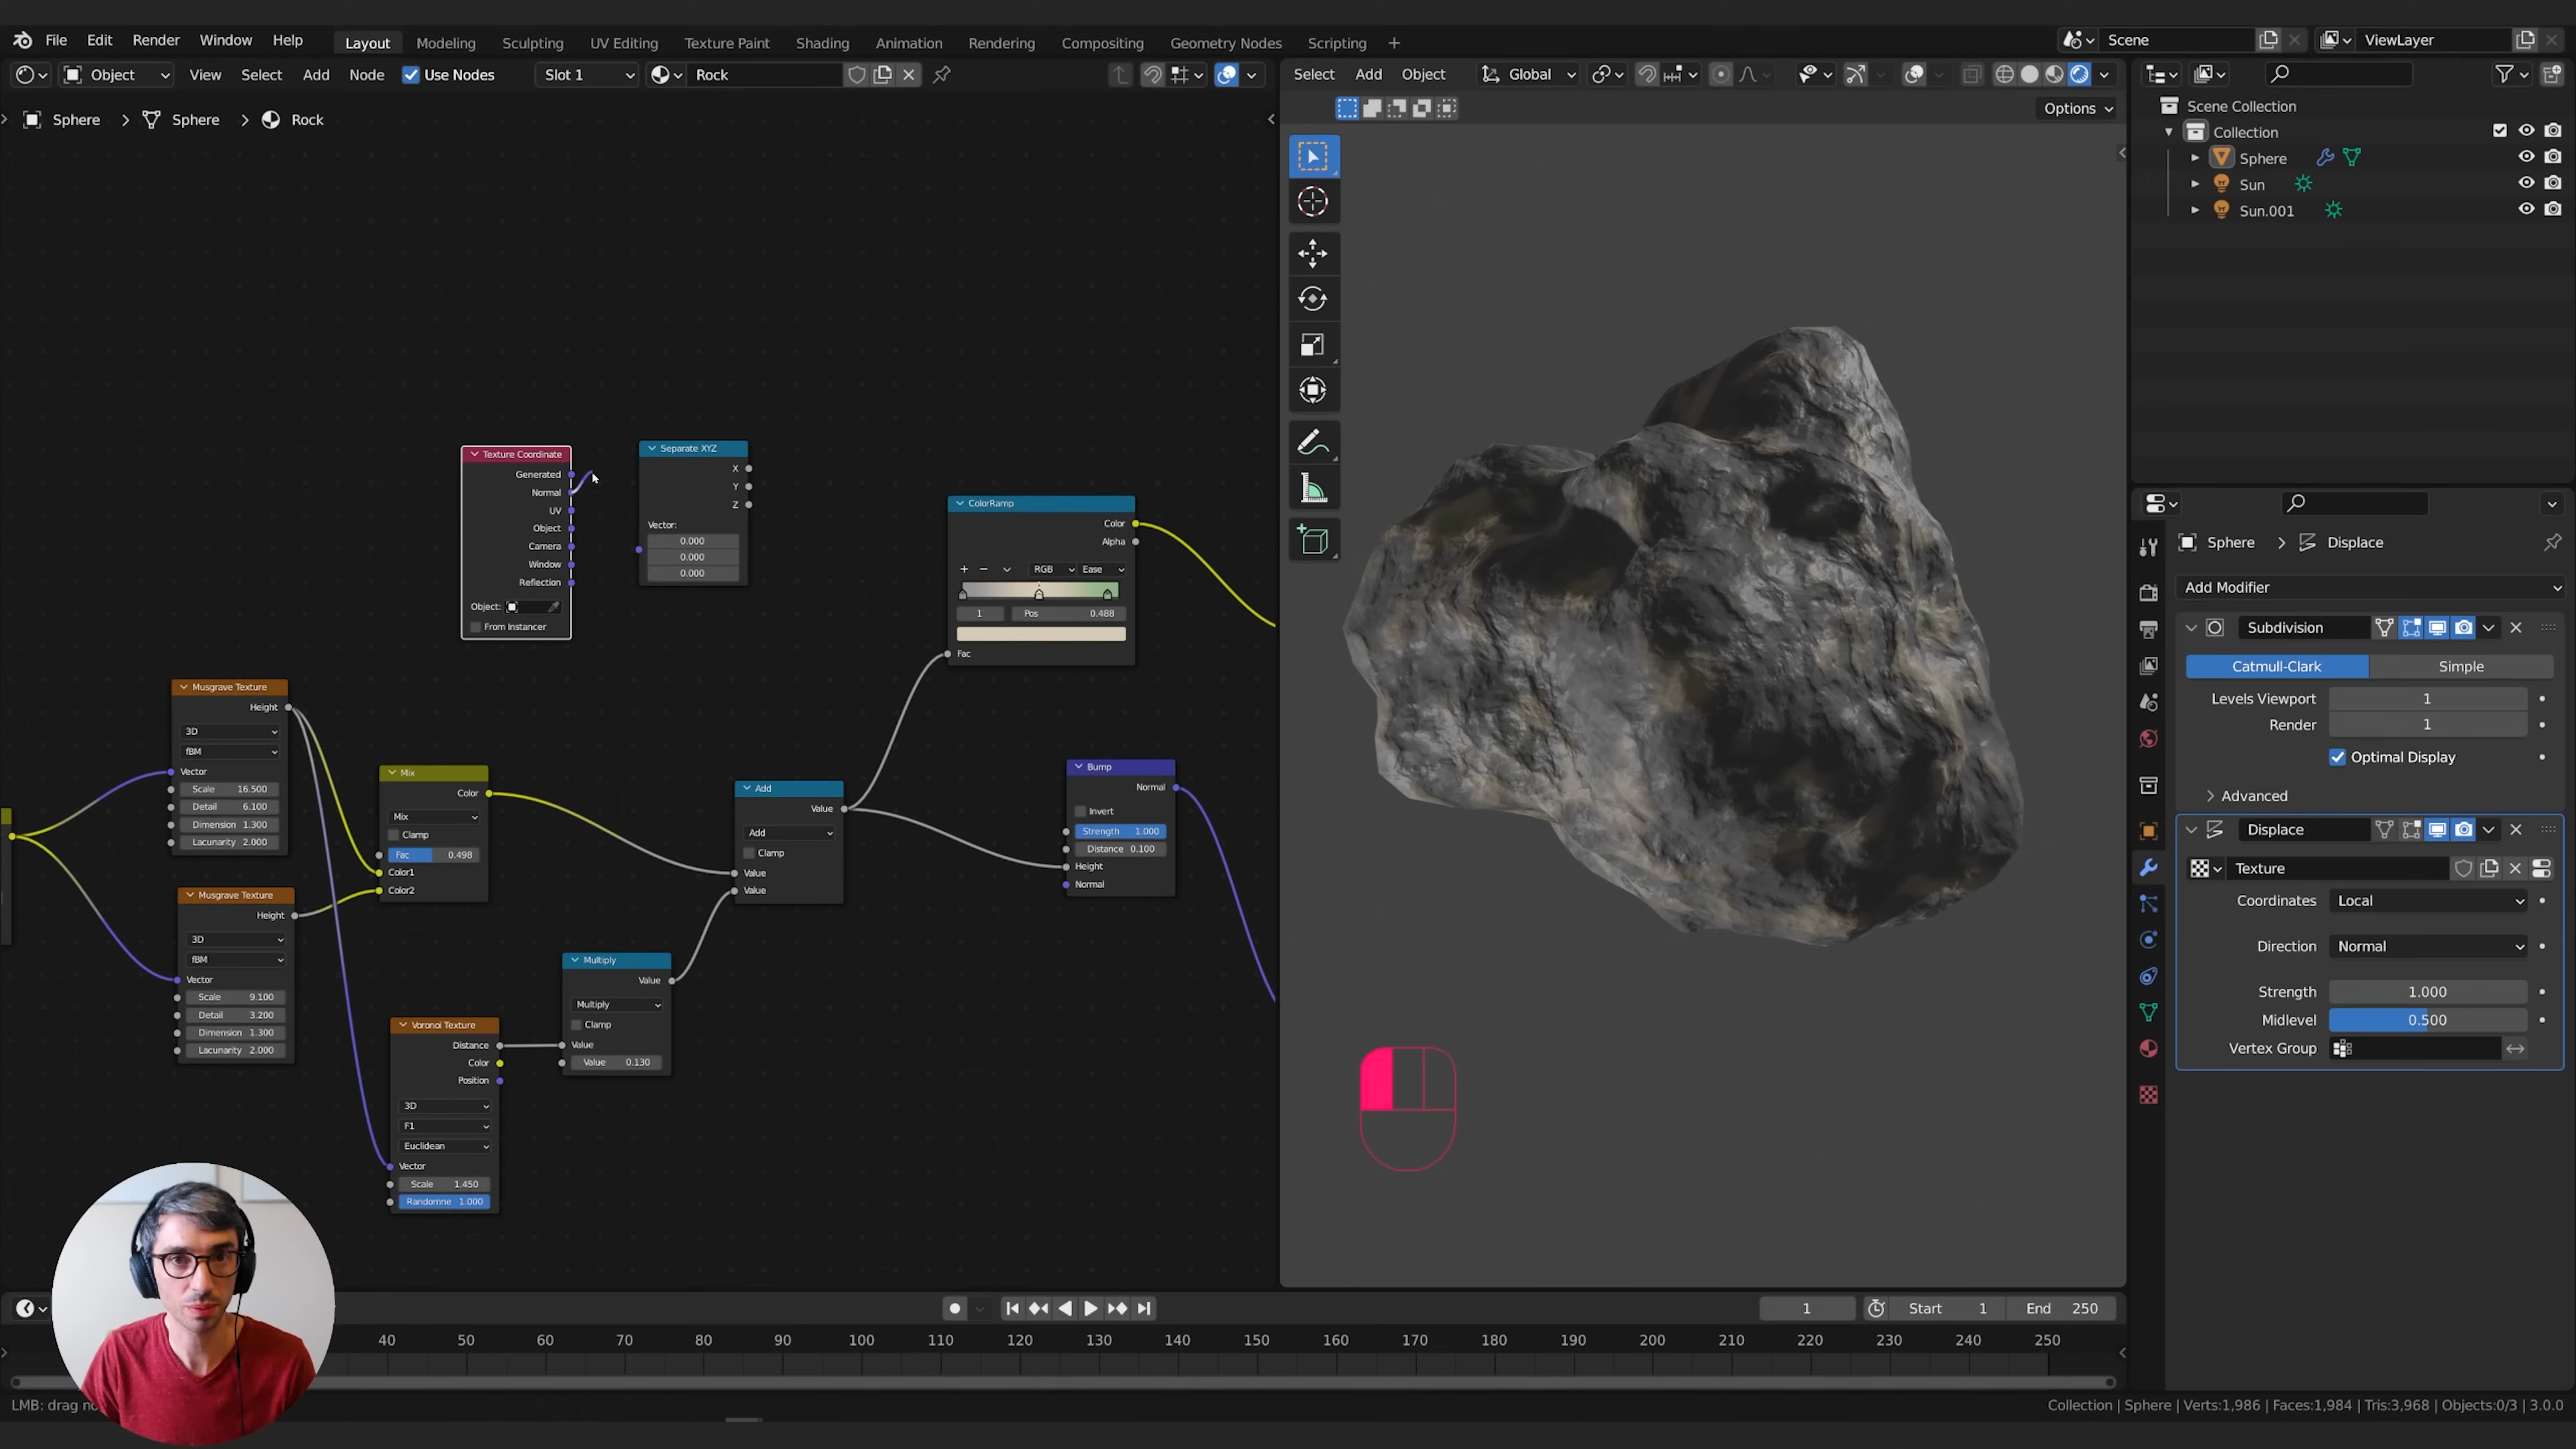 File Edit Render Window Help Layout Modeling Sculpting UV Editing Texture Paint Shading Animation Rendering Compositing Geometry Nodes Scripting + Scene ViewLayer
Object View Select Add Node Use Nodes Slot 1 Rock Select Add Object Global
Options
Sphere > Sphere > Rock
Scene Collection
Collection
Sphere
Sun
Sun.001
Texture Coordinate
Generated
Normal
UV
Object
Camera
Window
Reflection
Object:
From Instancer
Separate XYZ
X
Y
Z
Vector:
0.000
0.000
0.000
ColorRamp
Color
Alpha
+ − RGB Ease
1 Pos 0.488
Fac
Musgrave Texture
Height
3D
fBM
Vector
Scale 16.500
Detail 6.100
Dimension 1.300
Lacunarity 2.000
Musgrave Texture
Height
3D
fBM
Vector
Scale 9.100
Detail 3.200
Dimension 1.300
Lacunarity 2.000
Mix
Color
Mix
Clamp
Fac 0.498
Color1
Color2
Add
Value
Add
Clamp
Value
Value
Bump
Normal
Invert
Strength 1.000
Distance 0.100
Height
Normal
Multiply
Value
Multiply
Clamp
Value
Value 0.130
Voronoi Texture
Distance
Color
Position
3D
F1
Euclidean
Vector
Scale 1.450
Randomne 1.000
Sphere > Displace
Add Modifier
Subdivision
Catmull-Clark Simple
Levels Viewport 1
Render 1
Optimal Display
Advanced
Displace
Texture
Coordinates Local
Direction Normal
Strength 1.000
Midlevel 0.500
Vertex Group
1 Start 1 End 250
40 50 60 70 80 90 100 110 120 130 140 150 160 170 180 190 200 210 220 230 240 250
LMB: drag
Collection | Sphere | Verts:1,986 | Faces:1,984 | Tris:3,968 | Objects:0/3 | 3.0.0